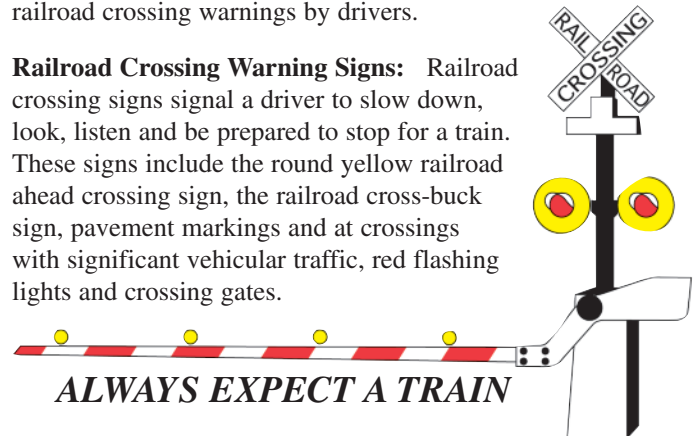 railroad crossing warnings by drivers.
Railroad Crossing Warning Signs: Railroad
crossing signs signal a driver to slow down,
look, listen and be prepared to stop for a train.
These signs include the round yellow railroad
ahead crossing sign, the railroad cross-buck
sign, pavement markings and at crossings
with significant vehicular traffic, red flashing
lights and crossing gates.
ALWAYS EXPECT A TRAIN
RAIL ROAD
CROSSING